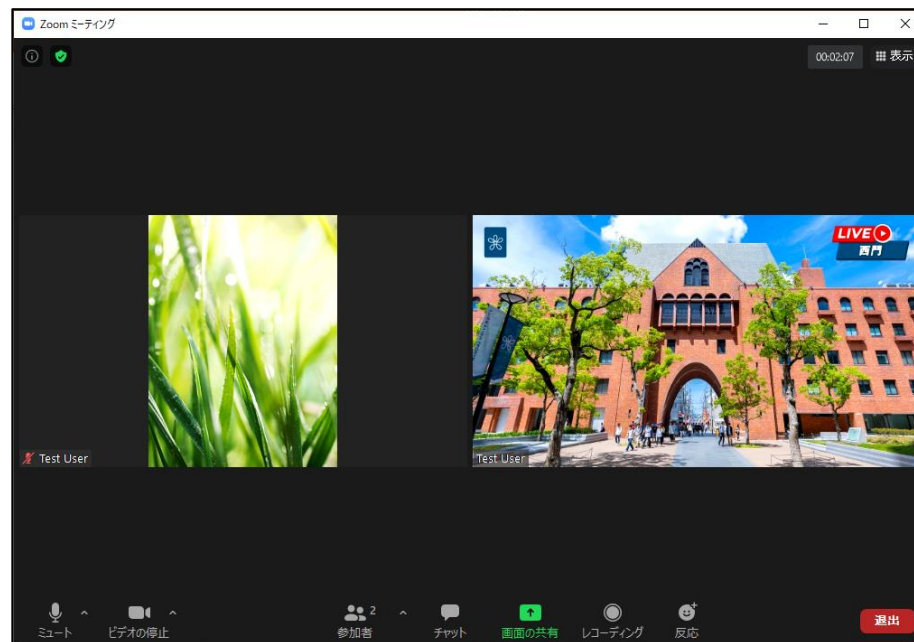 Zoom ミーティング
00:02:07
表示
LIVE
西門
Test User
Test User
ミュート
ビデオの停止
参加者
2
チャット
画面の共有
レコーディング
反応
退出